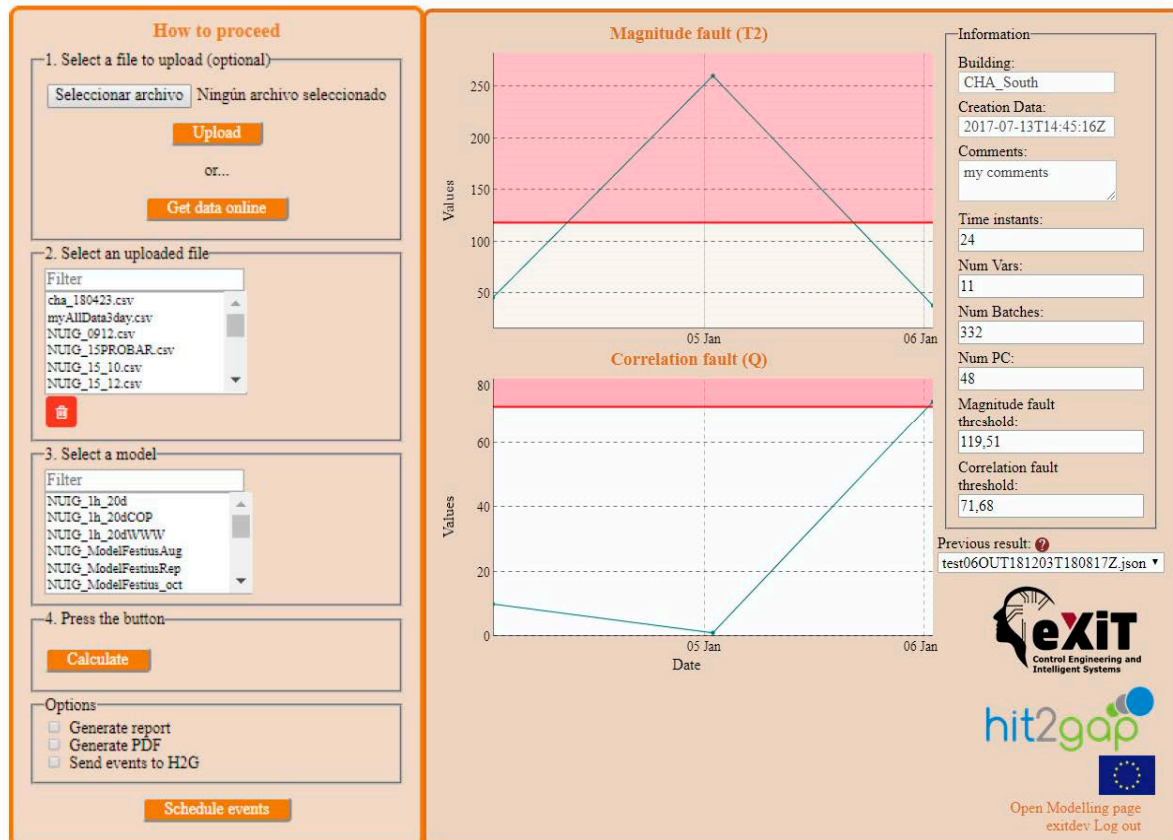 How to proceed
1. Select a file to upload (optional)
Seleccionar archivo Ningún archivo seleccionado
Upload
or...
Get data online
2. Select an uploaded file
Filter
cha_180423.csv
myAllData3day.csv
NUIG_0912.csv
NUIG_15PROBAR.csv
NUIG_15_10.csv
NUIG_15_12.csv
3. Select a model
Filter
NUIG_1h_20d
NUIG_1h_20dCOP
NUIG_1h_20dWWW
NUIG_ModelFestiusAug
NUIG_ModelFestiusRep
NUIG_ModelFestius_oct
4. Press the button
Calculate
Options
Generate report
Generate PDF
Send events to H2G
Schedule events
Magnitude fault (T2)
Values
250
200
150
100
50
05 Jan
06 Jan
Correlation fault (Q)
Values
80
60
40
20
0
05 Jan
06 Jan
Date
Information
Building:
CHA_South
Creation Data:
2017-07-13T14:45:16Z
Comments:
my comments
Time instants:
24
Num Vars:
11
Num Batches:
332
Num PC:
48
Magnitude fault
threshold:
119,51
Correlation fault
threshold:
71,68
Previous result: ?
test06OUT181203T180817Z.json
eXiT
Control Engineering and
Intelligent Systems
hit2gap
Open Modelling page
exitdev Log out